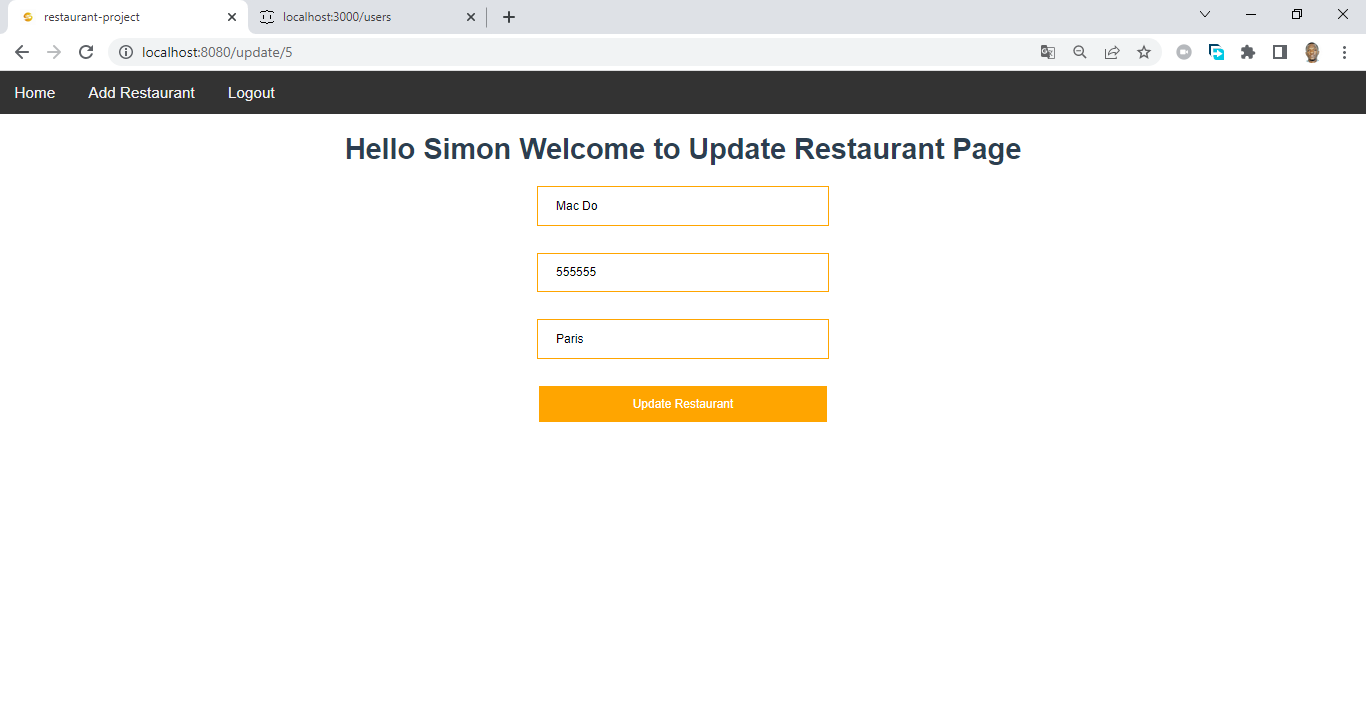 restaurant-project
localhost:3000/users
localhost:8080/update/5
Home Add Restaurant Logout
Hello Simon Welcome to Update Restaurant Page
Mac Do
555555
Paris
Update Restaurant